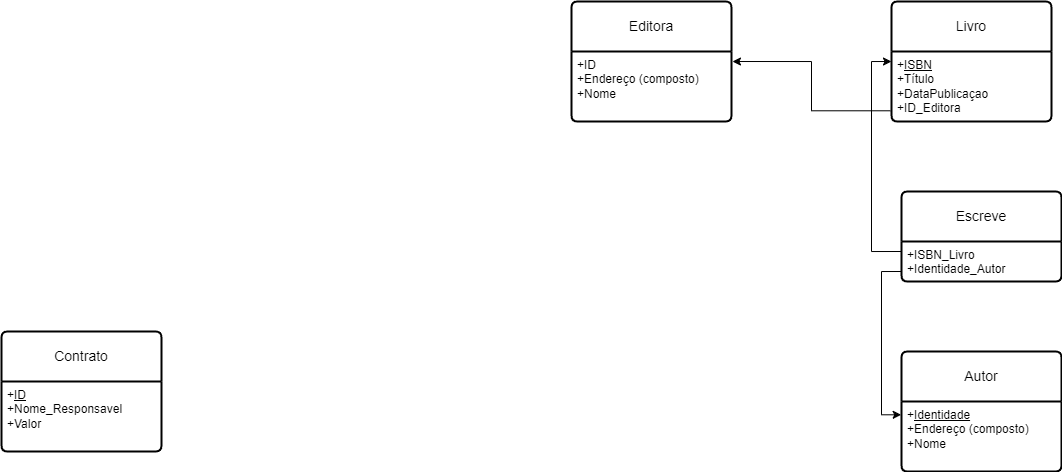 Editora
+ID
+Endereço (composto)
+Nome
Livro
+ISBN
+Título
+DataPublicaçao
+ID_Editora
Escreve
+ISBN_Livro
+Identidade_Autor
Contrato
+ID
+Nome_Responsavel
+Valor
Autor
+Identidade
+Endereço (composto)
+Nome